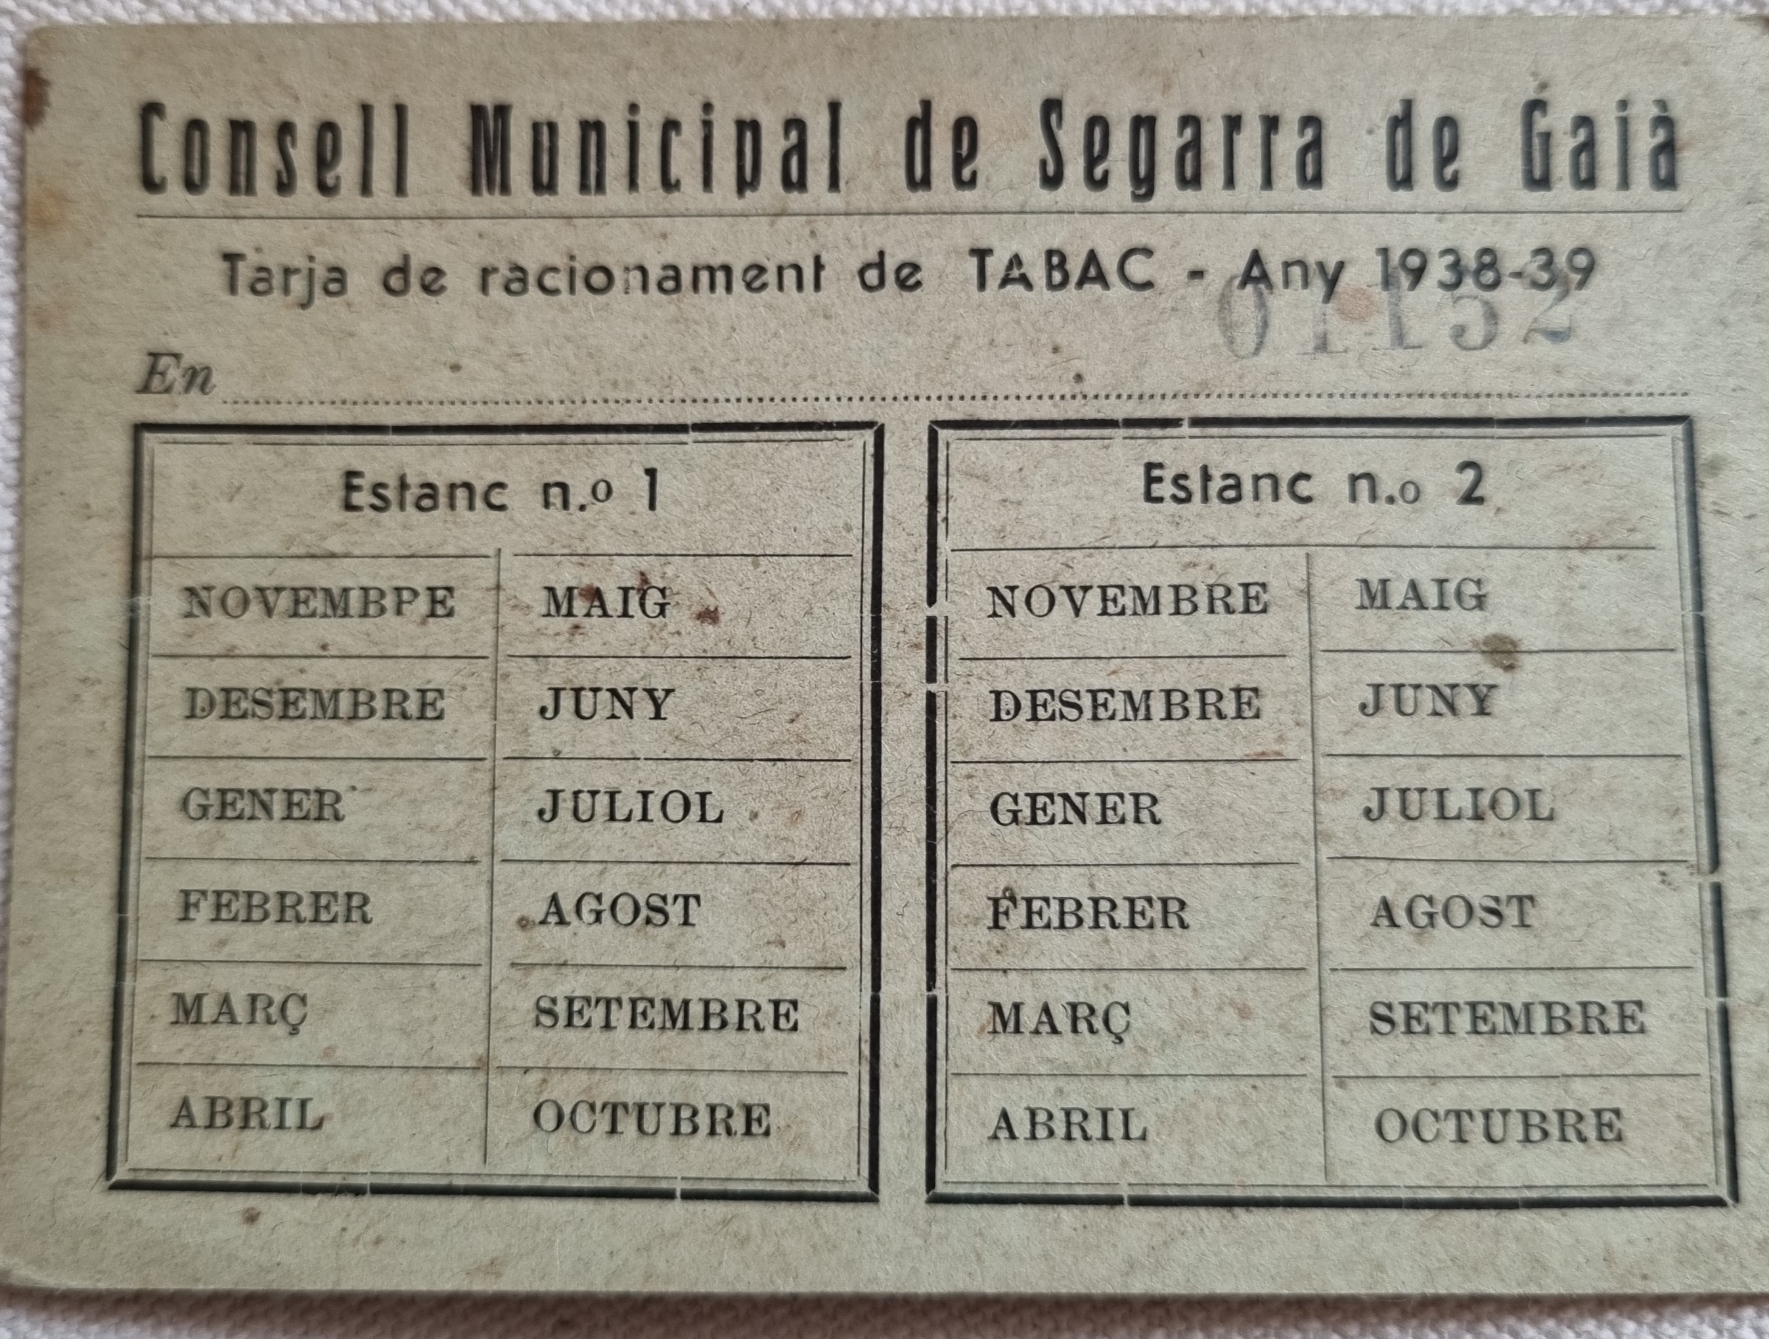 Consell Municipal de Segarra de Gaià
Tarja de racionament de TABAC - Any 1938-39
01152
En
Estanc n.o 1
NOVEMBRE MAIG
DESEMBRE JUNY
GENER JULIOL
FEBRER AGOST
MARÇ SETEMBRE
ABRIL OCTUBRE
Estanc n.o 2
NOVEMBRE MAIG
DESEMBRE JUNY
GENER JULIOL
FEBRER AGOST
MARÇ SETEMBRE
ABRIL OCTUBRE